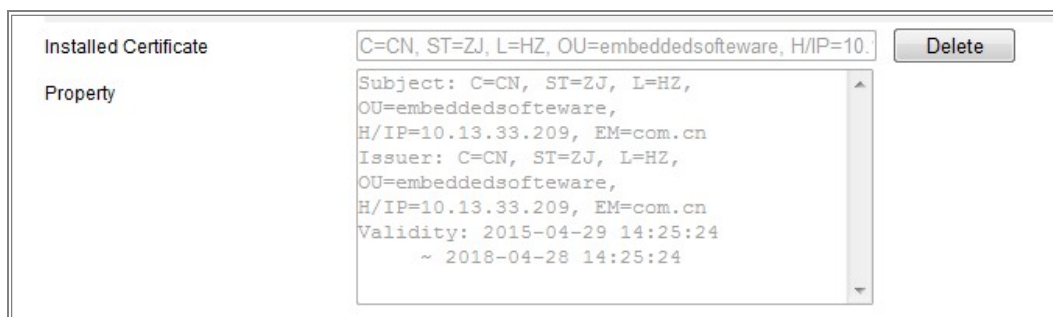 Installed Certificate C=CN, ST=ZJ, L=HZ, OU=embeddedsofteware, H/IP=10. Delete
Property
Subject: C=CN, ST=ZJ, L=HZ,
OU=embeddedsofteware,
H/IP=10.13.33.209, EM=com.cn
Issuer: C=CN, ST=ZJ, L=HZ,
OU=embeddedsofteware,
H/IP=10.13.33.209, EM=com.cn
Validity: 2015-04-29 14:25:24
~ 2018-04-28 14:25:24